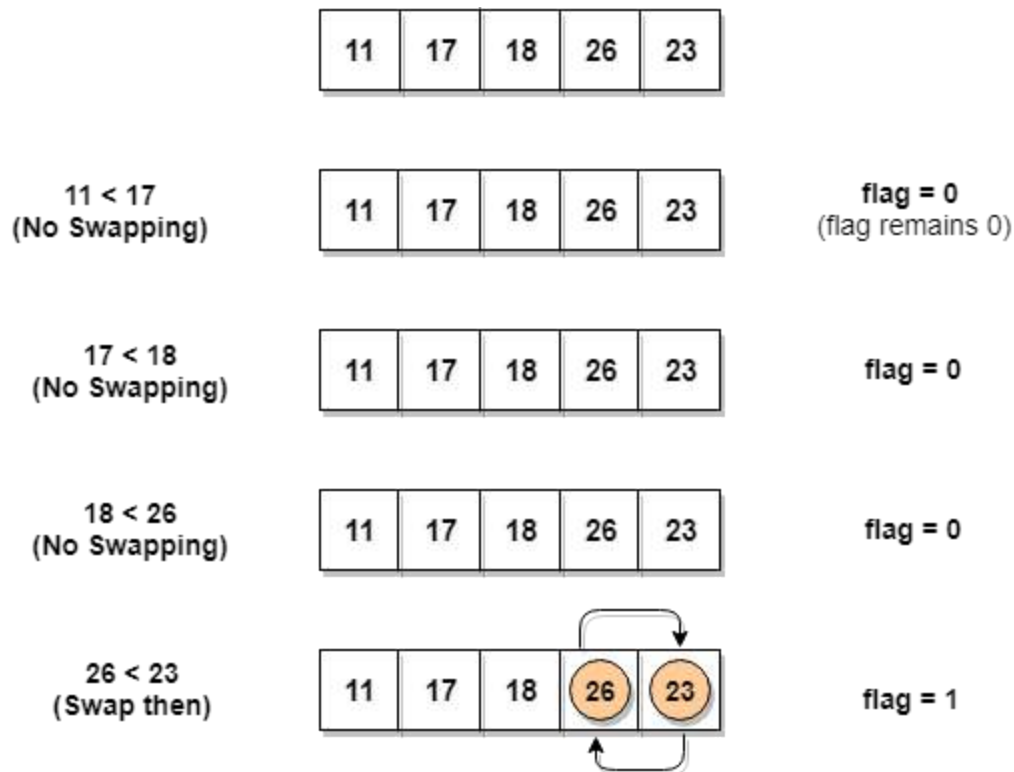 11 17 18 26 23
11 < 17
(No Swapping)
11 17 18 26 23
flag = 0
(flag remains 0)
17 < 18
(No Swapping)
11 17 18 26 23
flag = 0
18 < 26
(No Swapping)
11 17 18 26 23
flag = 0
26 < 23
(Swap then)
11 17 18 26 23
flag = 1